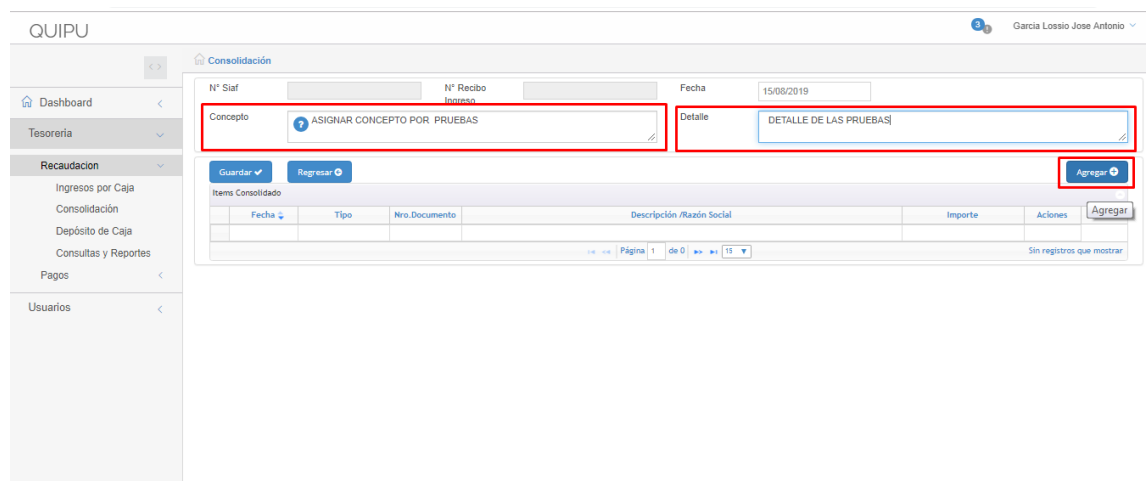 QUIPU
3
Garcia Lossio Jose Antonio
Consolidación
Dashboard
Tesoreria
Recaudacion
Ingresos por Caja
Consolidación
Depósito de Caja
Consultas y Reportes
Pagos
Usuarios
N° Siaf
N° Recibo Ingreso
Fecha
15/08/2019
Concepto
ASIGNAR CONCEPTO POR PRUEBAS
Detalle
DETALLE DE LAS PRUEBAS
Guardar
Regresar
Agregar
Items Consolidado
Agregar
Fecha Tipo Nro.Documento Descripción /Razón Social Importe Aciones
Página 1 de 0 15
Sin registros que mostrar